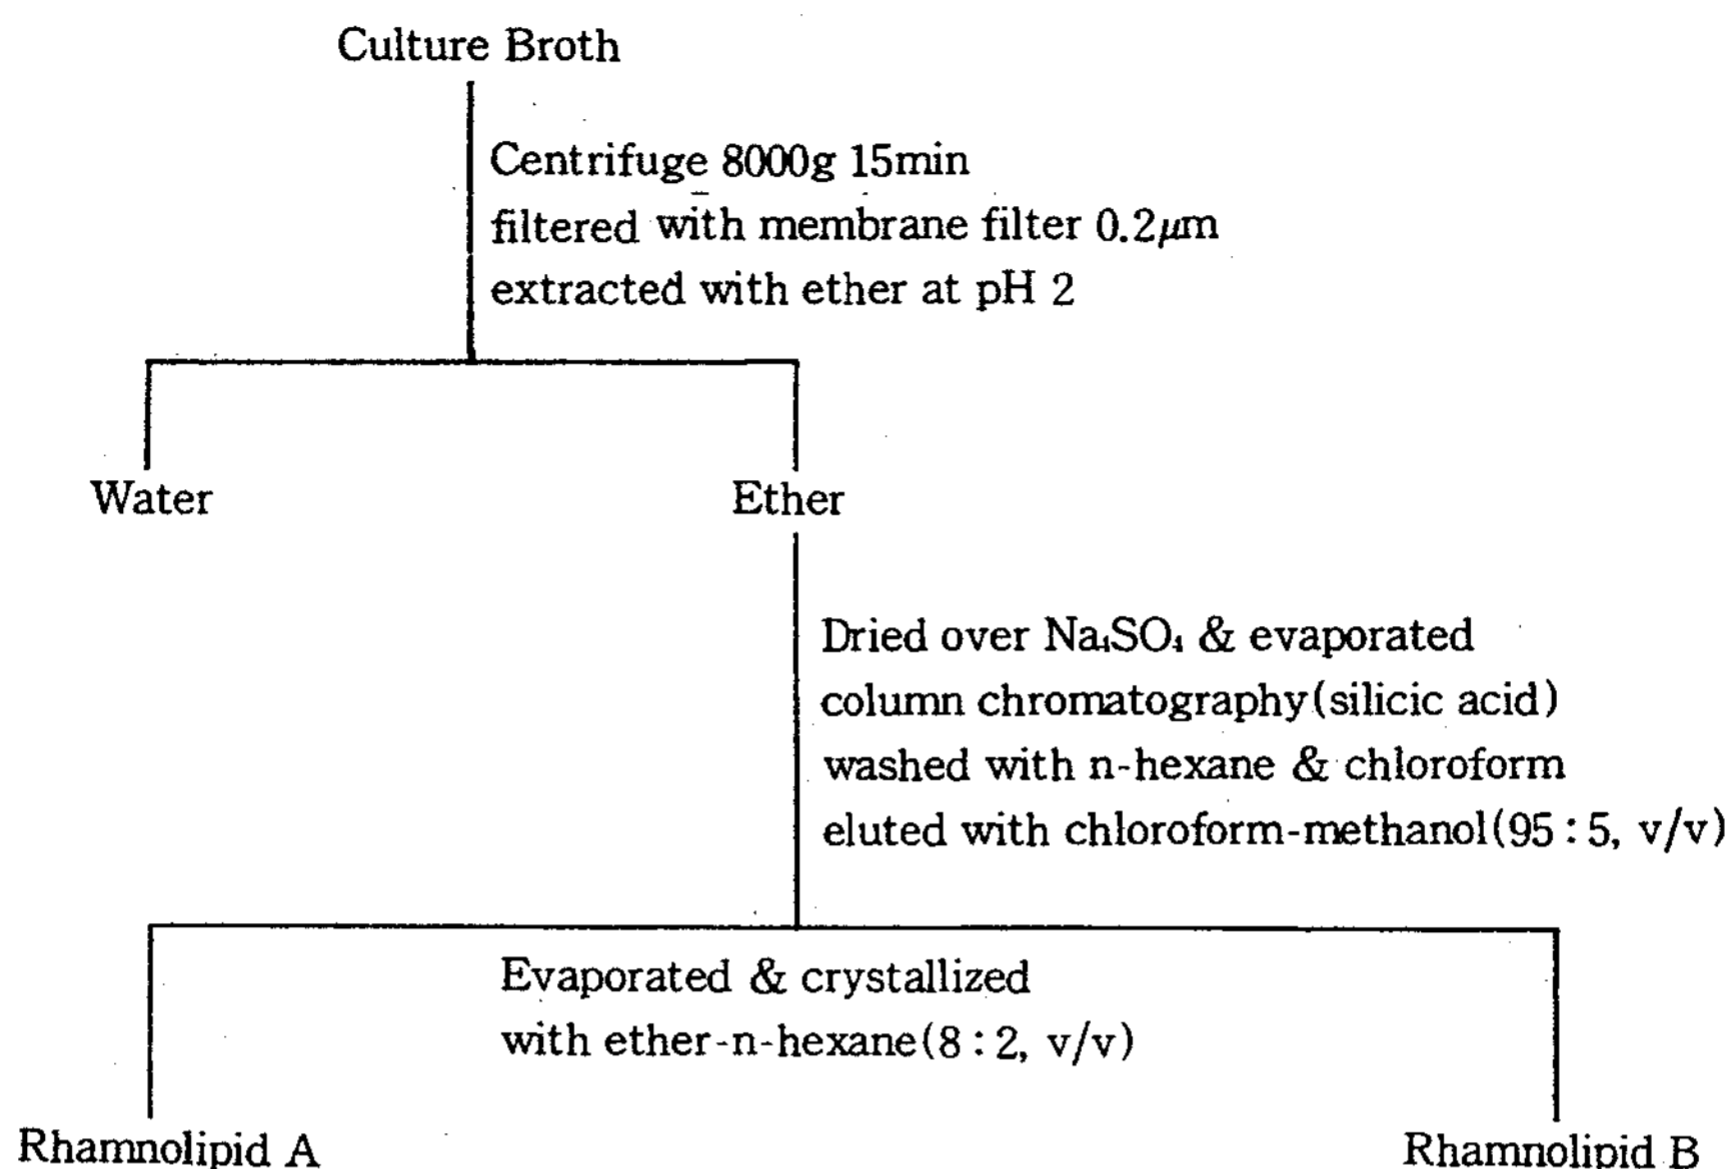 Culture Broth
Centrifuge 8000g 15min
filtered with membrane filter 0.2μm
extracted with ether at pH 2
Water
Ether
Dried over Na₄SO₄ & evaporated
column chromatography(silicic acid)
washed with n-hexane & chloroform
eluted with chloroform-methanol(95 : 5, v/v)
Evaporated & crystallized
with ether-n-hexane(8 : 2, v/v)
Rhamnolipid A
Rhamnolipid B